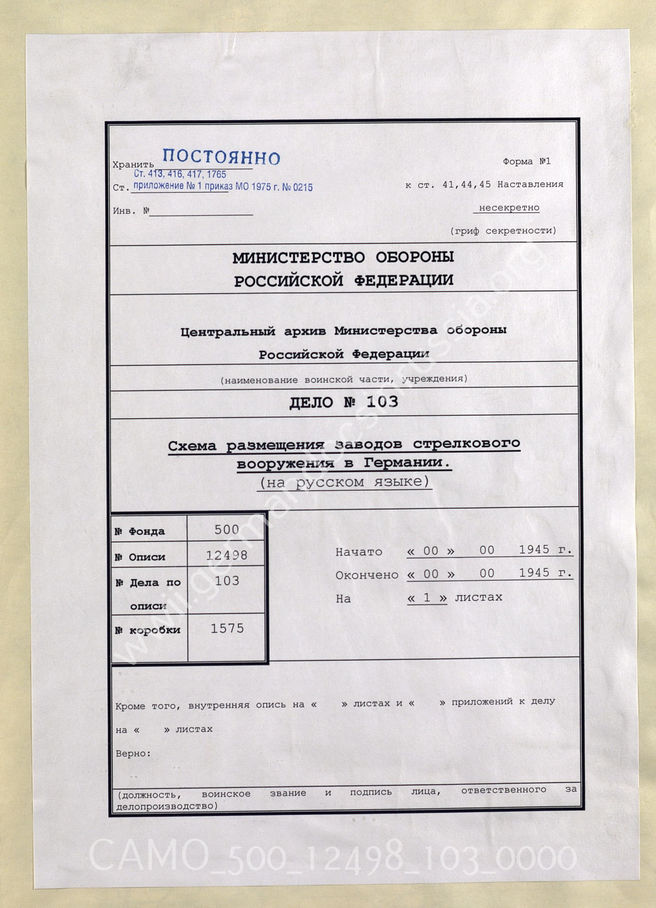 Хранить ПОСТОЯННО
Форма №1
Ст. 413, 416, 417, 1765
Ст. приложение № 1 приказ МО 1975 г. № 0215
к ст. 41,44,45 Наставления
Инв. №
несекретно
(гриф секретности)
МИНИСТЕРСТВО ОБОРОНЫ
РОССИЙСКОЙ ФЕДЕРАЦИИ
Центральный архив Министерства обороны
Российской Федерации
(наименование воинской части, учреждения)
ДЕЛО № 103
Схема размещения заводов стрелкового
вооружения в Германии.
(на русском языке)
№ Фонда 500
№ Описи 12498
№ Дела по описи 103
№ коробки 1575
Начато « 00 » 00 1945 г.
Окончено « 00 » 00 1945 г.
На « 1 » листах
Кроме того, внутренняя опись на « » листах и « » приложений к делу
на « » листах
Верно:
(должность, воинское звание и подпись лица, ответственного за
делопроизводство)
www.germandocsinrussia.org
CAMO_500_12498_103_0000